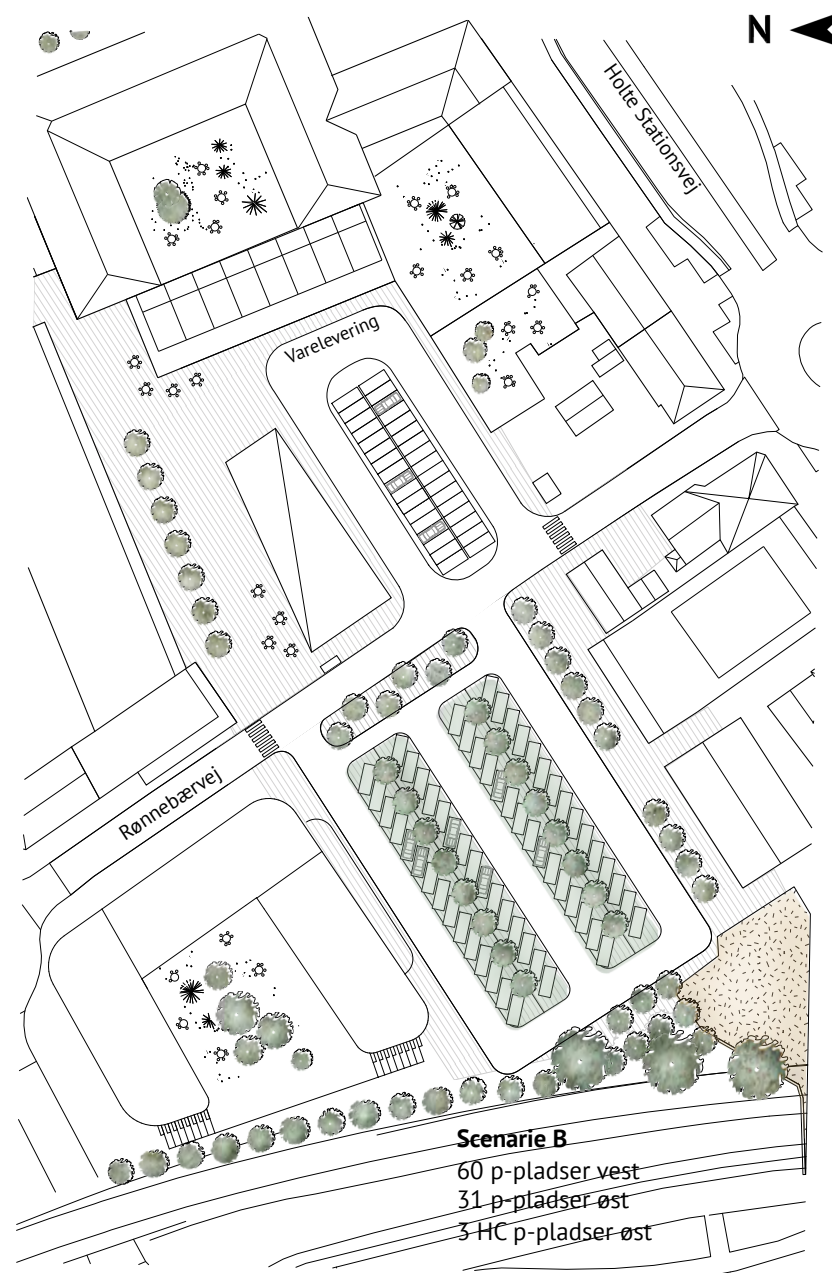 N
Holte Stationsvej
Varelevering
Rønnebærvej
Scenarie B
60 p-pladser vest
31 p-pladser øst
3 HC p-pladser øst